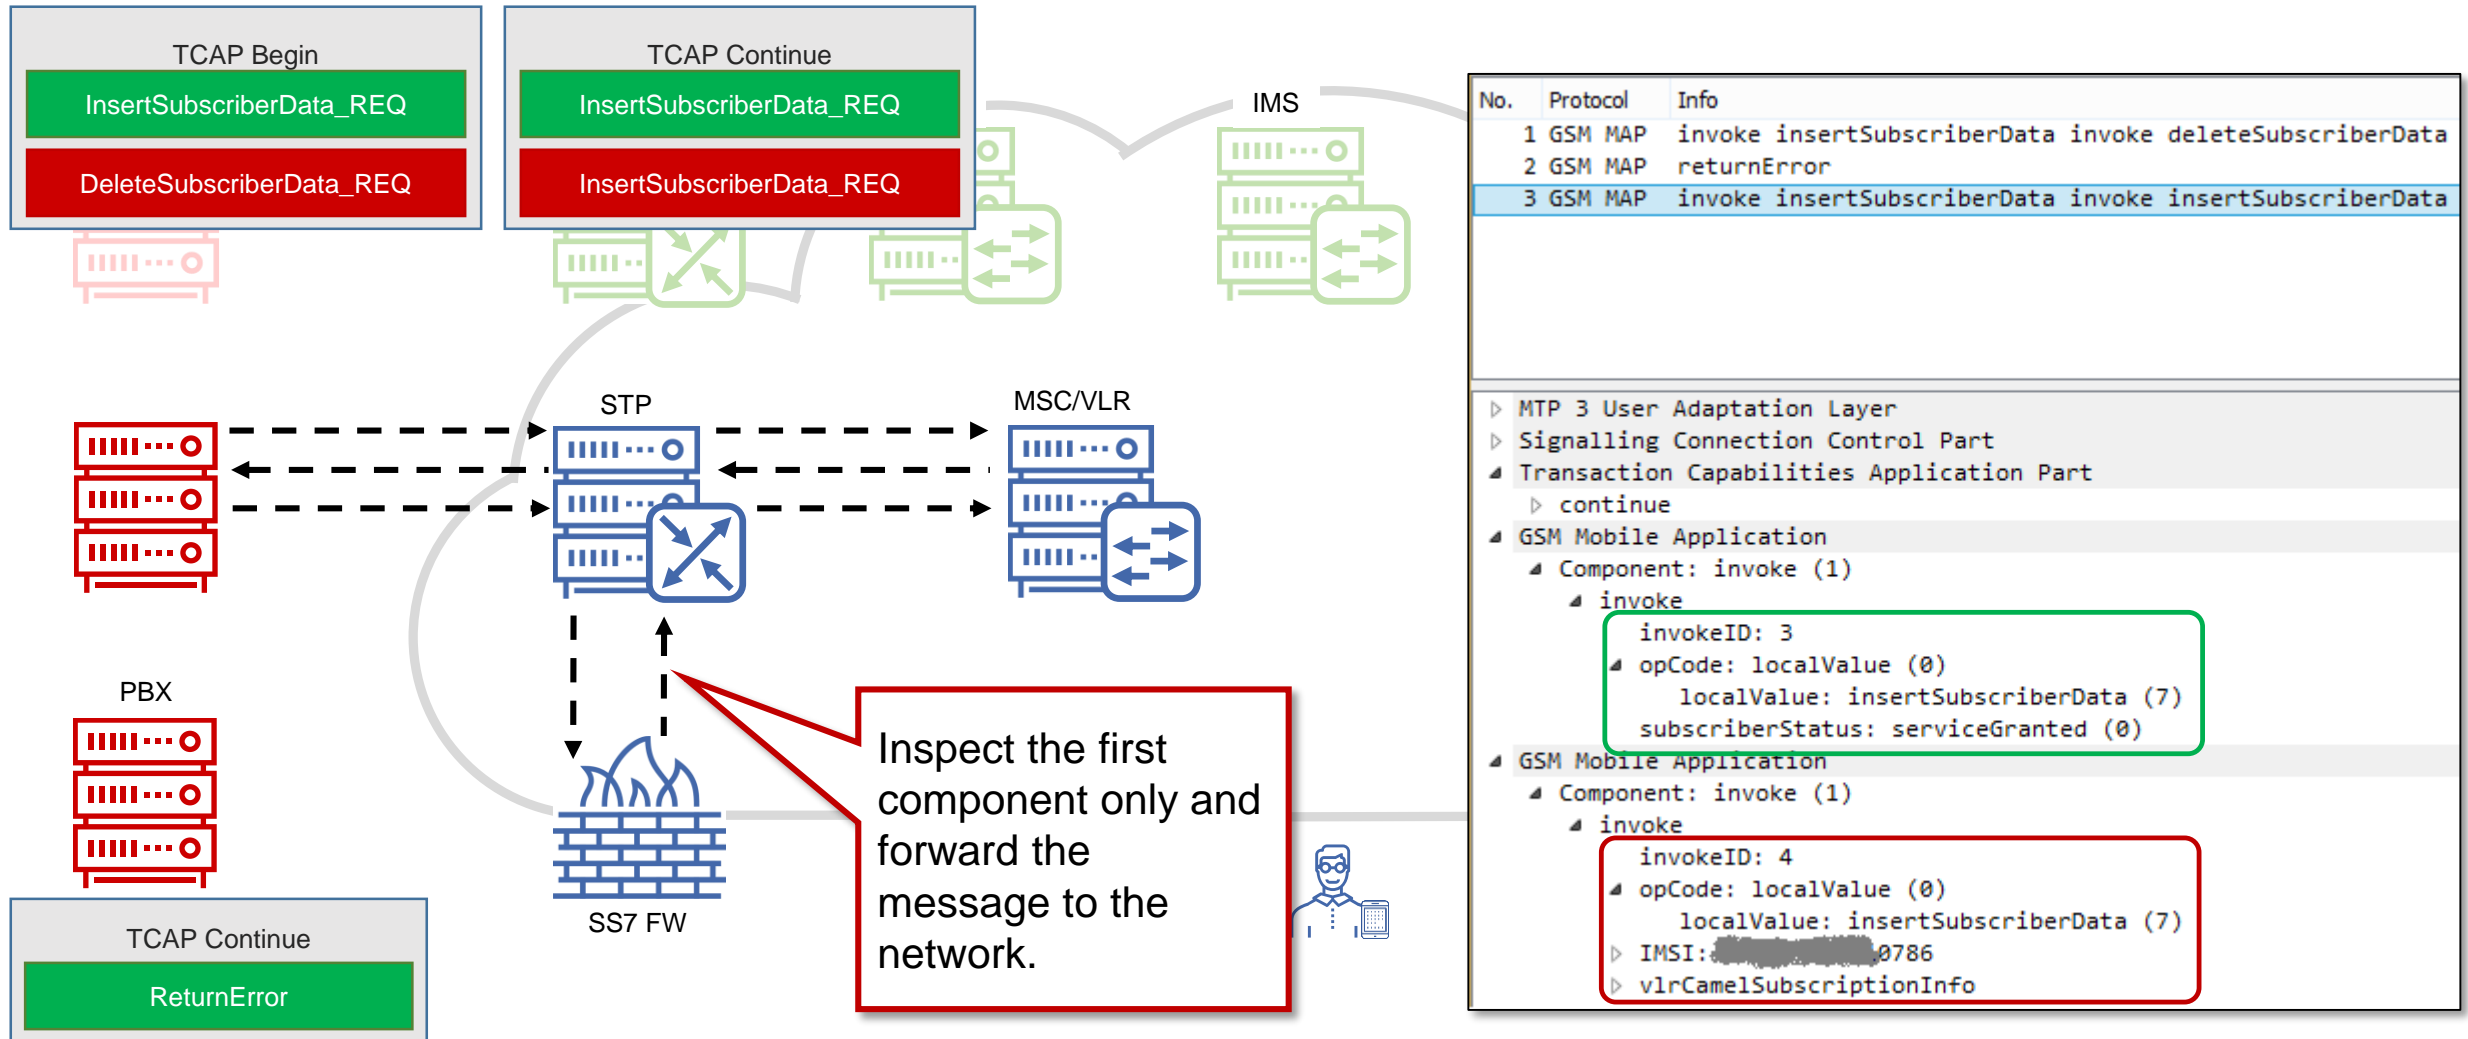 TCAP Begin
InsertSubscriberData_REQ
DeleteSubscriberData_REQ
TCAP Continue
InsertSubscriberData_REQ
InsertSubscriberData_REQ
IMS
STP
MSC/VLR
PBX
SS7 FW
TCAP Continue
ReturnError
Inspect the first
component only and
forward the
message to the
network.
No. Protocol Info
1 GSM MAP invoke insertSubscriberData invoke deleteSubscriberData
2 GSM MAP returnError
3 GSM MAP invoke insertSubscriberData invoke insertSubscriberData
MTP 3 User Adaptation Layer
Signalling Connection Control Part
Transaction Capabilities Application Part
continue
GSM Mobile Application
Component: invoke (1)
invoke
invokeID: 3
opCode: localValue (0)
localValue: insertSubscriberData (7)
subscriberStatus: serviceGranted (0)
GSM Mobile Application
Component: invoke (1)
invoke
invokeID: 4
opCode: localValue (0)
localValue: insertSubscriberData (7)
IMSI: 0786
vlrCamelSubscriptionInfo